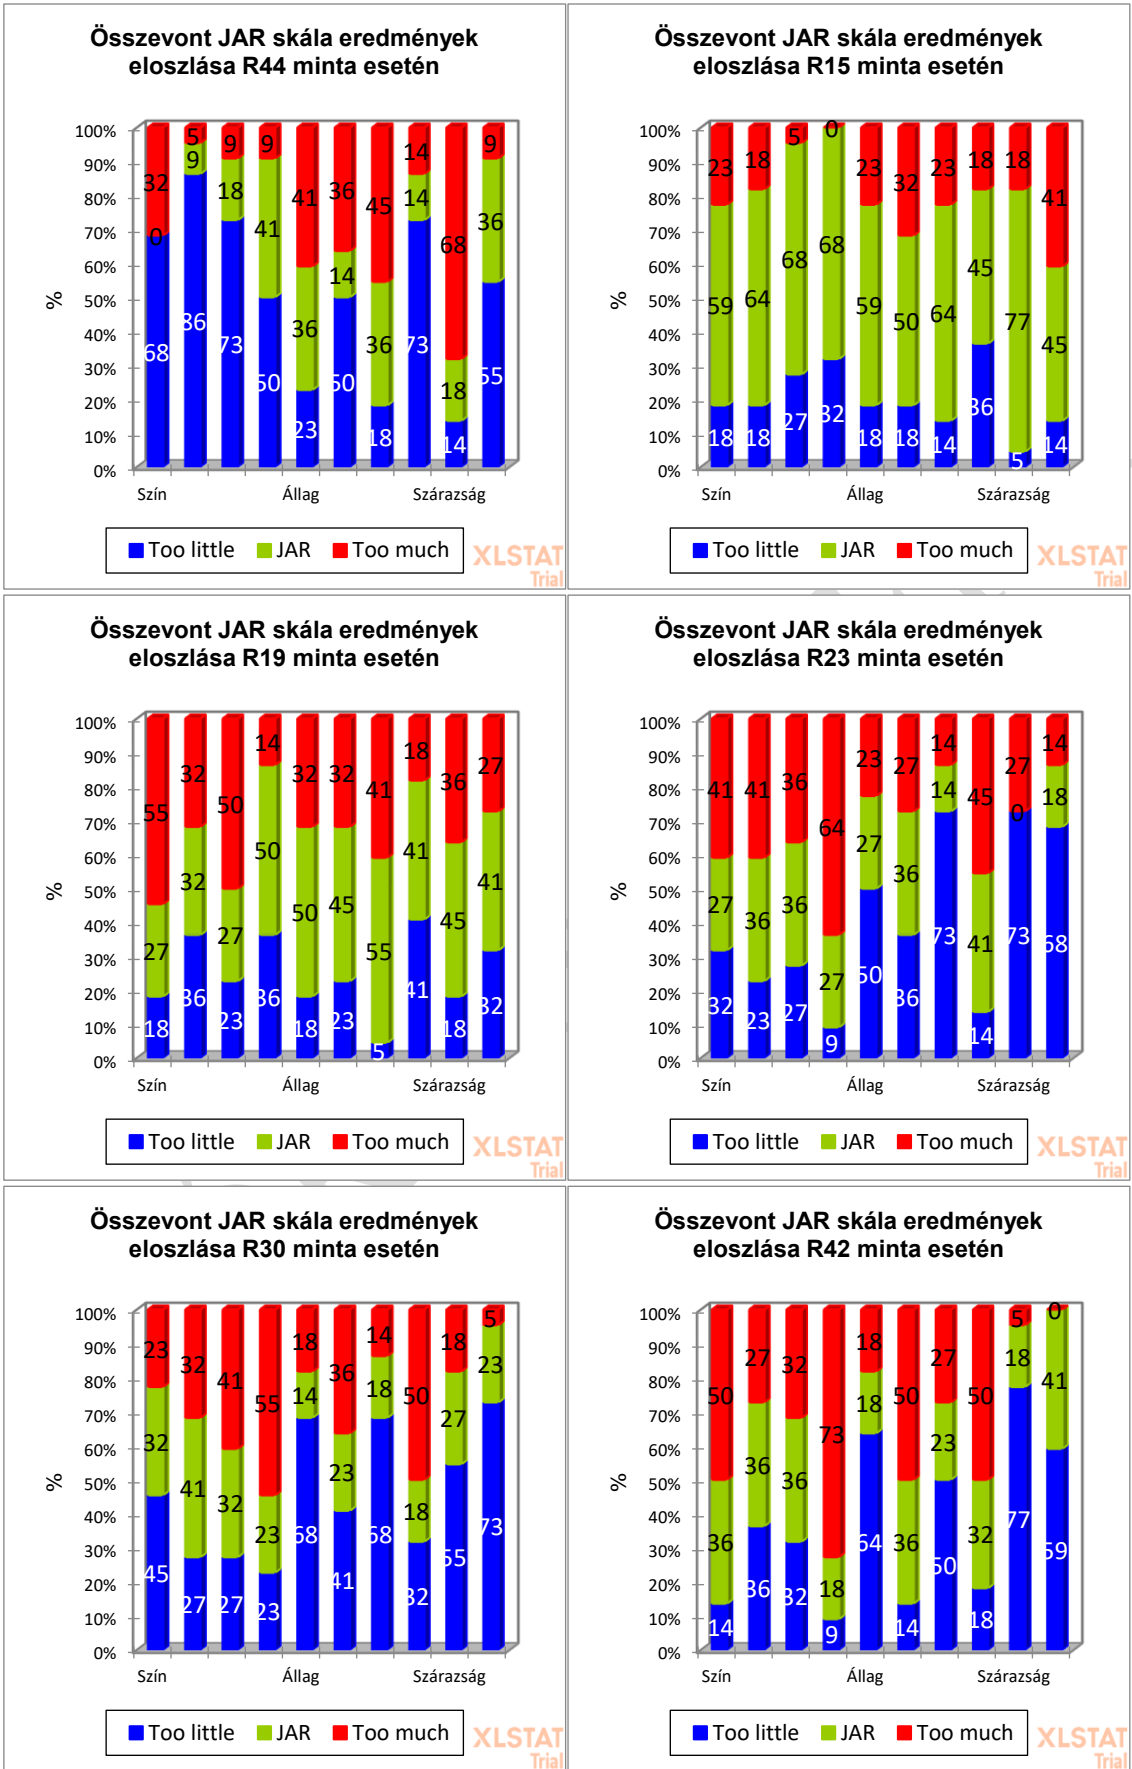 Összevont JAR skála eredmények
eloszlása R44 minta esetén
100%
90%
80%
70%
60%
50%
40%
30%
20%
10%
0%
%
32 5 9 9 41 36 45 14 68 9
0 9 18 41 36 14 36 14 18 36
68 86 73 50 23 50 18 73 14 55
Szín Állag Szárazság
Too little JAR Too much
XLSTAT
Trial
Összevont JAR skála eredmények
eloszlása R15 minta esetén
100%
90%
80%
70%
60%
50%
40%
30%
20%
10%
0%
%
23 18 5 0 23 32 23 18 18 41
59 64 68 68 59 50 64 45 77 45
18 18 27 32 18 18 14 36 5 14
Szín Állag Szárazság
Too little JAR Too much
XLSTAT
Trial
Összevont JAR skála eredmények
eloszlása R19 minta esetén
100%
90%
80%
70%
60%
50%
40%
30%
20%
10%
0%
%
55 32 50 14 32 32 41 18 36 27
27 32 27 50 50 45 55 41 45 41
18 36 23 36 18 23 5 41 18 32
Szín Állag Szárazság
Too little JAR Too much
XLSTAT
Trial
Összevont JAR skála eredmények
eloszlása R23 minta esetén
100%
90%
80%
70%
60%
50%
40%
30%
20%
10%
0%
%
41 41 36 64 23 27 14 45 27 14
27 36 36 27 27 36 14 41 0 18
32 23 27 9 50 36 73 14 73 68
Szín Állag Szárazság
Too little JAR Too much
XLSTAT
Trial
Összevont JAR skála eredmények
eloszlása R30 minta esetén
100%
90%
80%
70%
60%
50%
40%
30%
20%
10%
0%
%
23 32 41 55 18 36 14 50 18 5
32 41 32 23 14 23 18 18 27 23
45 27 27 23 68 41 68 32 55 73
Szín Állag Szárazság
Too little JAR Too much
XLSTAT
Trial
Összevont JAR skála eredmények
eloszlása R42 minta esetén
100%
90%
80%
70%
60%
50%
40%
30%
20%
10%
0%
%
50 27 32 73 18 50 27 50 5 0
36 36 36 18 18 36 23 32 18 41
14 36 32 9 64 14 50 18 77 59
Szín Állag Szárazság
Too little JAR Too much
XLSTAT
Trial